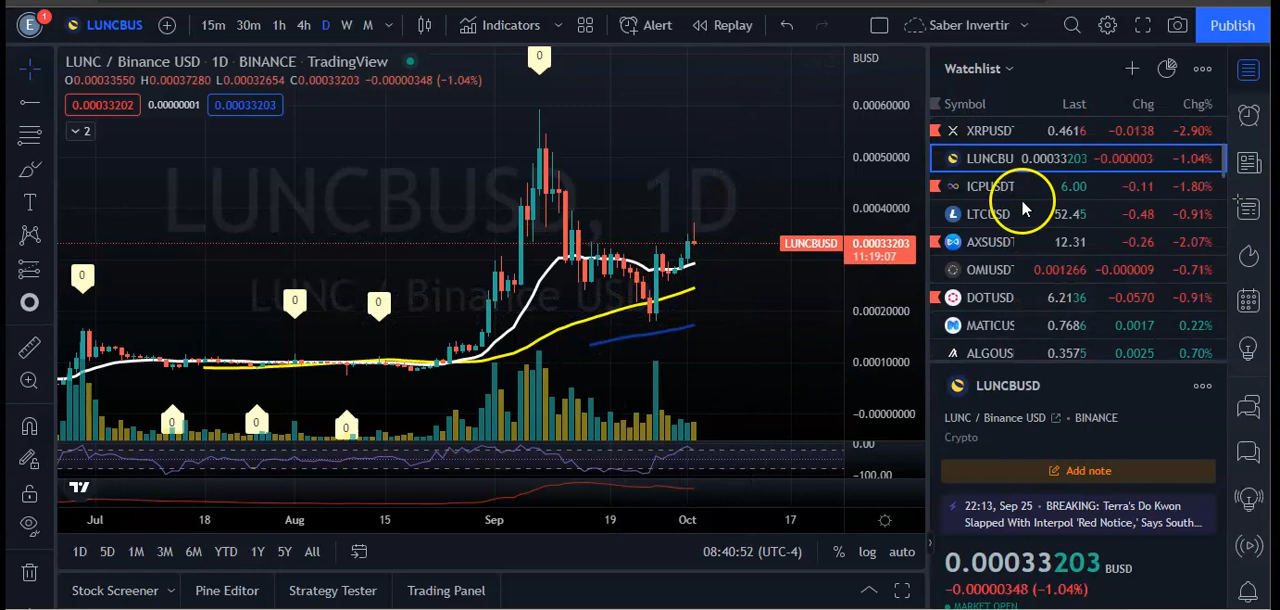 E 1 LUNCBUS 15m 30m 1h 4h D W M Indicators Alert Replay Saber Invertir Publish
LUNC / Binance USD · 1D · BINANCE · TradingView
O0.00033550 H0.00037280 L0.00032654 C0.00033203 −0.00000348 (−1.04%)
0.00033202 0.00000001 0.00033203
2
LUNCBUSD, 1D
LUNC / Binance USD
0
0
0
0
0
0
0
BUSD
0.00060000
0.00050000
0.00040000
LUNCBUSD 0.00033203
11:19:07
0.00020000
0.00010000
−0.00000000
0.00
−100.00
Jul 18 Aug 15 Sep 19 Oct 17
1D 5D 1M 3M 6M YTD 1Y 5Y All 08:40:52 (UTC-4) % log auto
Stock Screener Pine Editor Strategy Tester Trading Panel
Watchlist
Symbol Last Chg Chg%
XRPUSDT 0.4616 −0.0138 −2.90%
LUNCBU 0.00033203 −0.000003 −1.04%
ICPUSDT 6.00 −0.11 −1.80%
LTCUSD 52.45 −0.48 −0.91%
AXSUSDT 12.31 −0.26 −2.07%
OMIUSDT 0.001266 −0.000009 −0.71%
DOTUSD 6.2136 −0.0570 −0.91%
MATICUS 0.7686 0.0017 0.22%
ALGOUS 0.3575 0.0025 0.70%
LUNCBUSD
LUNC / Binance USD · BINANCE
Crypto
Add note
22:13, Sep 25 · BREAKING: Terra's Do Kwon
Slapped With Interpol 'Red Notice,' Says South...
0.00033203 BUSD
−0.00000348 (−1.04%)
MARKET OPEN